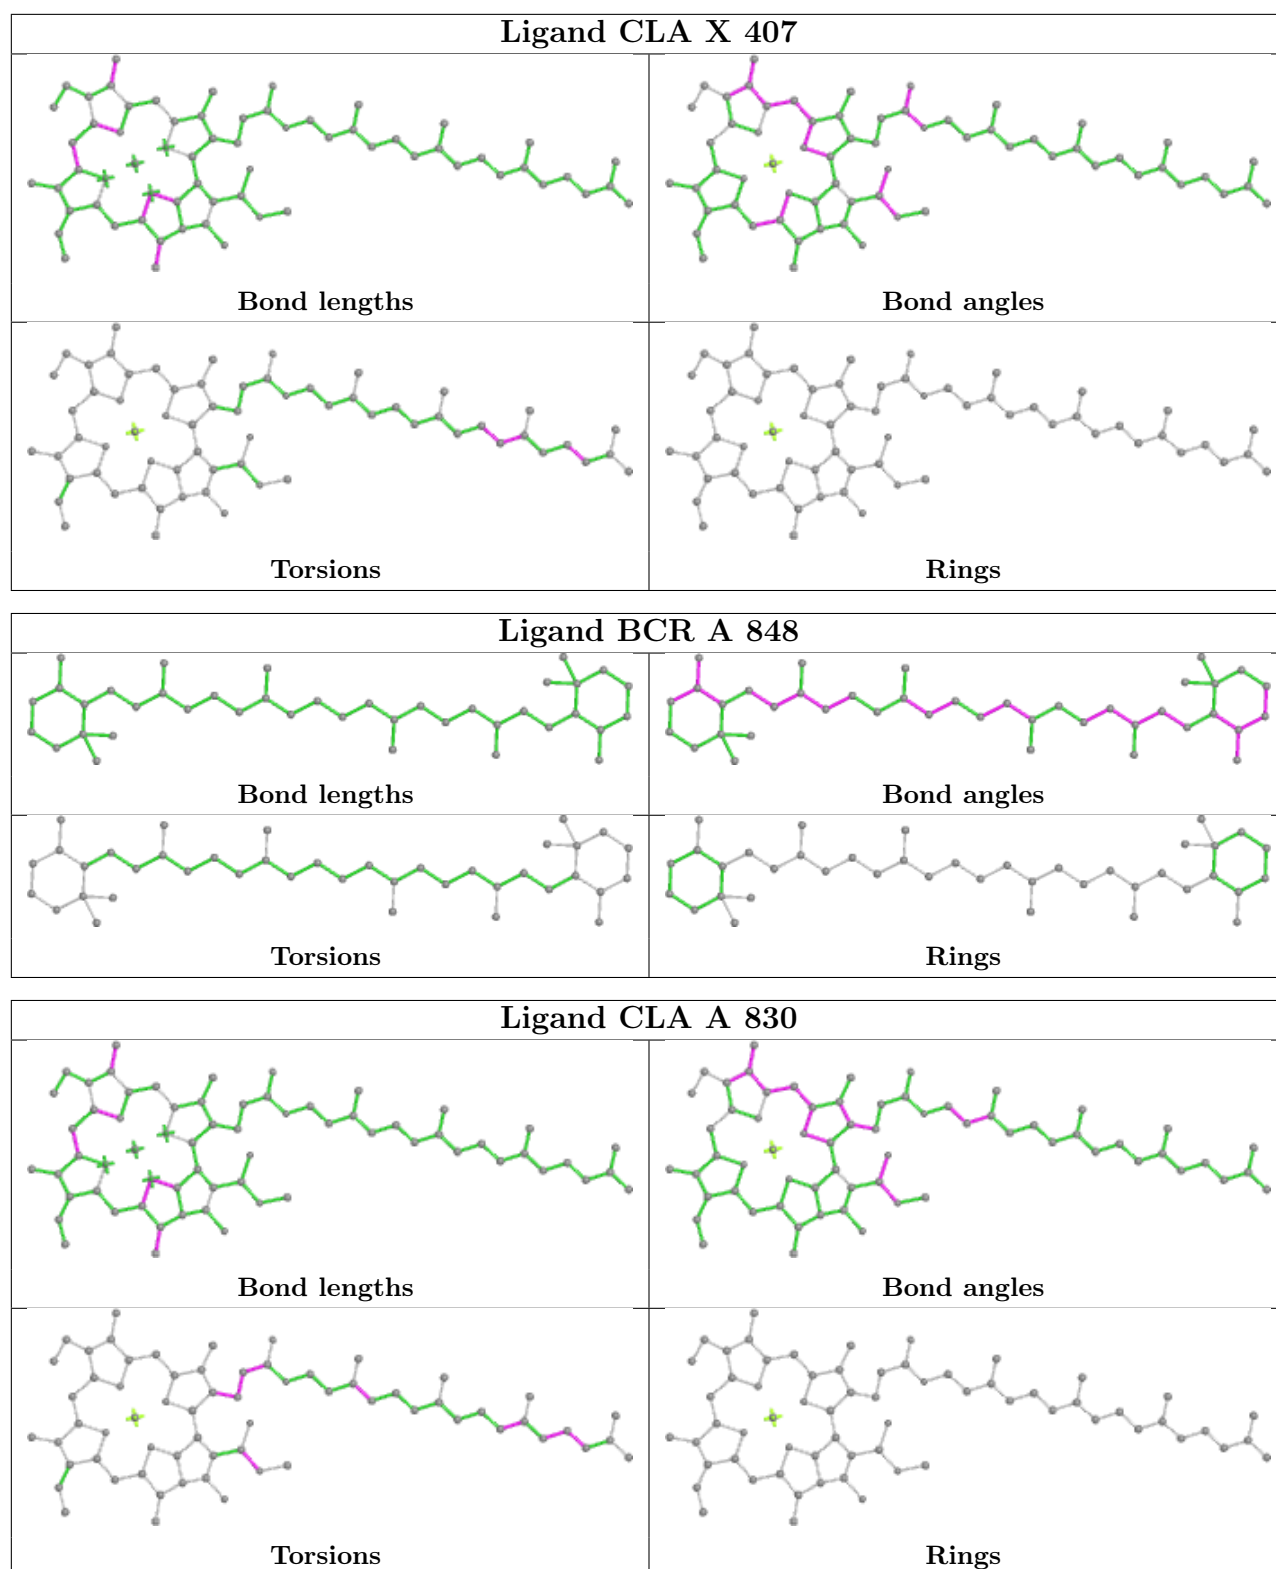 Ligand CLA X 407
Bond lengths
Bond angles
Torsions
Rings
Ligand BCR A 848
Bond lengths
Bond angles
Torsions
Rings
Ligand CLA A 830
Bond lengths
Bond angles
Torsions
Rings